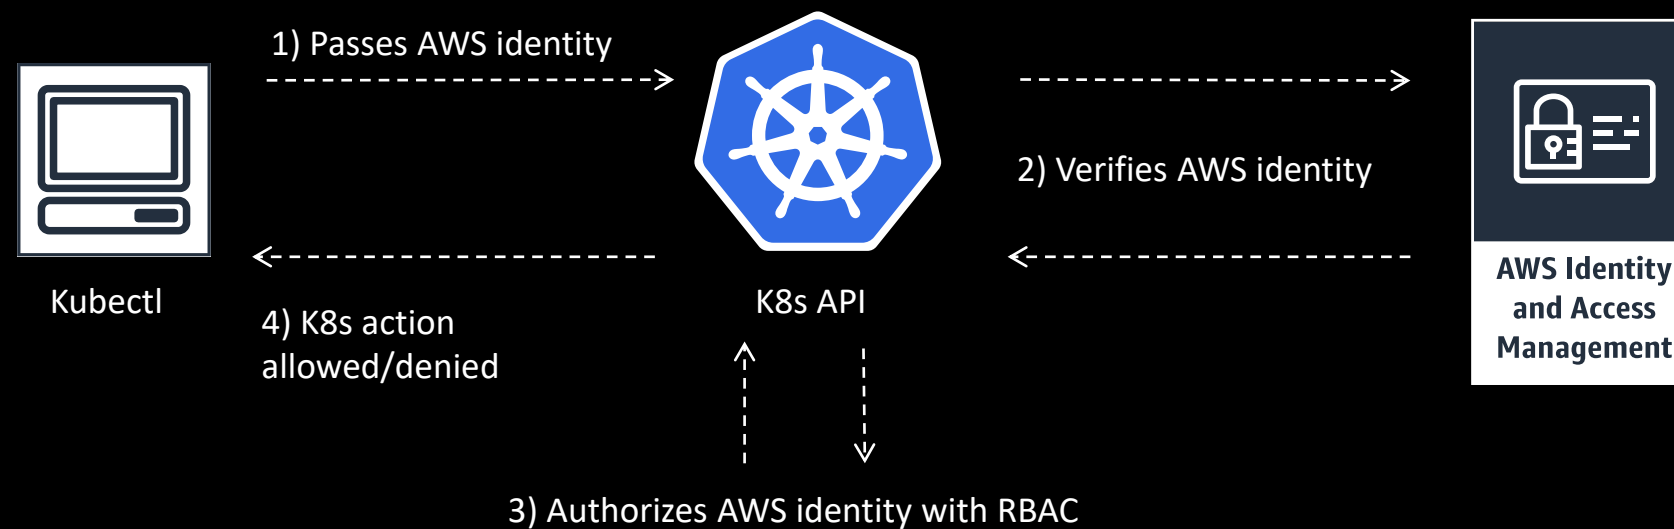 1) Passes AWS identity
2) Verifies AWS identity
Kubectl
4) K8s action
allowed/denied
K8s API
AWS Identity
and Access
Management
3) Authorizes AWS identity with RBAC